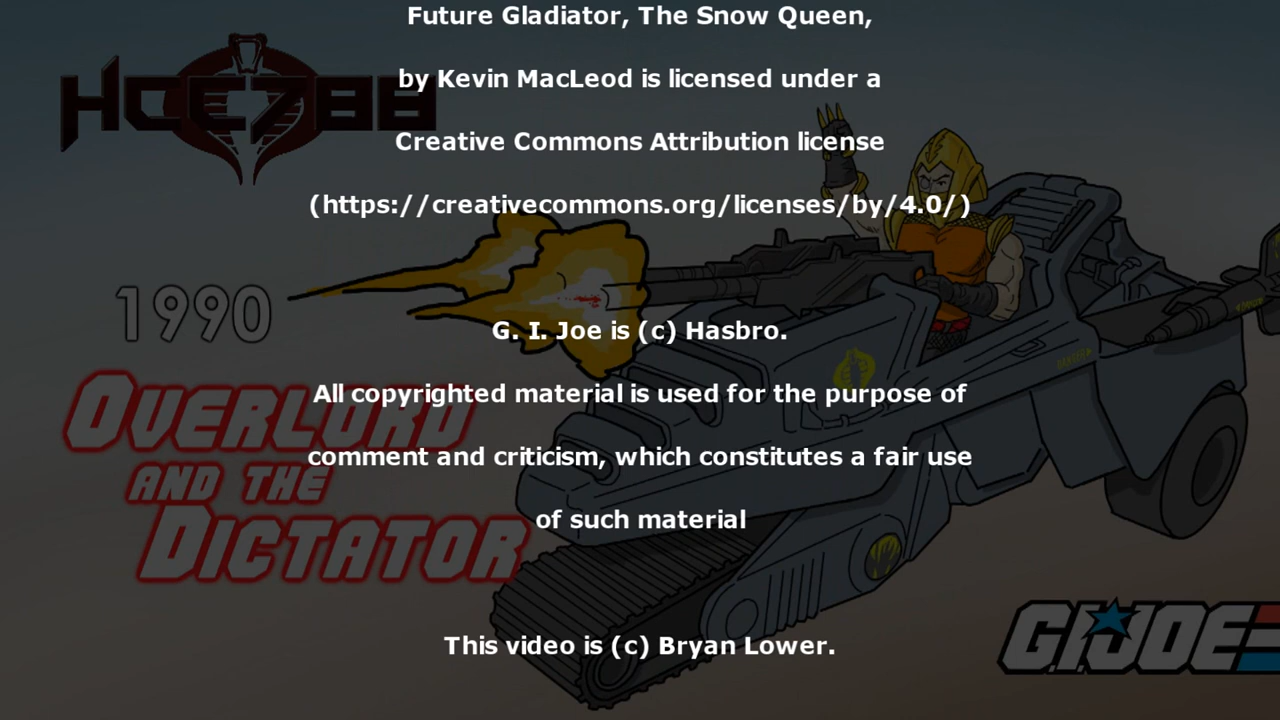 Future Gladiator, The Snow Queen,
by Kevin MacLeod is licensed under a
Creative Commons Attribution license
(https://creativecommons.org/licenses/by/4.0/)
G. I. Joe is (c) Hasbro.
All copyrighted material is used for the purpose of
comment and criticism, which constitutes a fair use
of such material
This video is (c) Bryan Lower.
HCC788
1990
OVERLORD
AND THE
DICTATOR
G.I. JOE